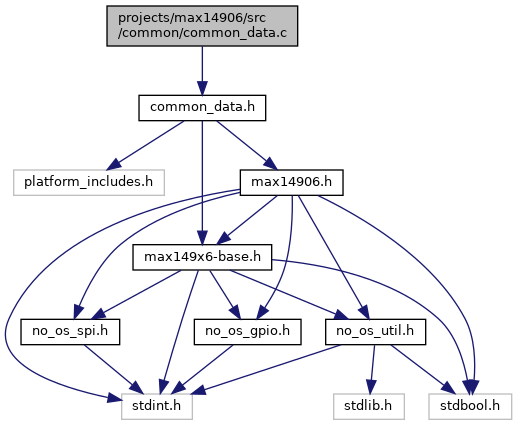 projects/max14906/src
/common/common_data.c
common_data.h
platform_includes.h
max14906.h
max149x6-base.h
no_os_spi.h
no_os_gpio.h
no_os_util.h
stdint.h
stdlib.h
stdbool.h